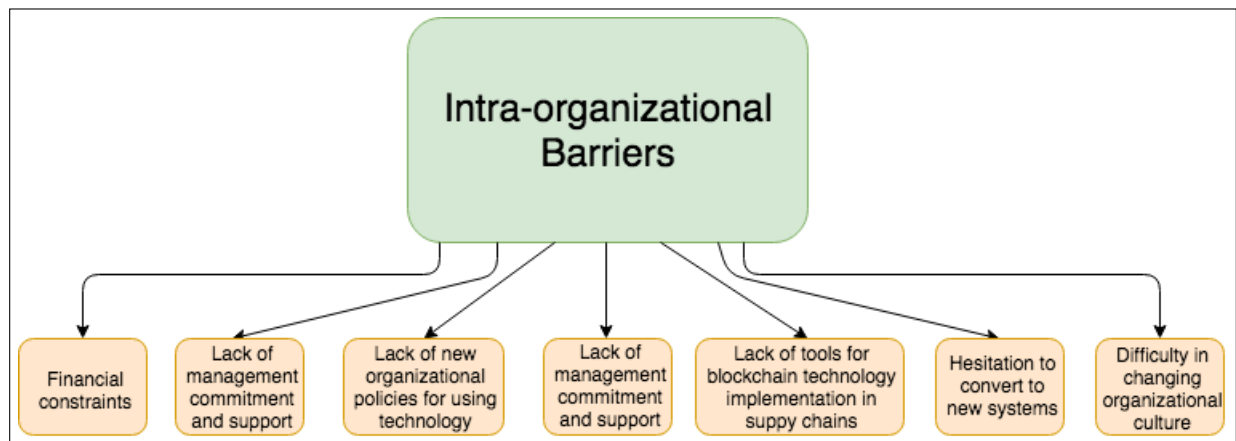 Intra-organizational
Barriers
Financial
constraints
Lack of
management
commitment
and support
Lack of new
organizational
policies for using
technology
Lack of
management
commitment
and support
Lack of tools for
blockchain technology
implementation in
suppy chains
Hesitation to
convert to
new systems
Difficulty in
changing
organizational
culture